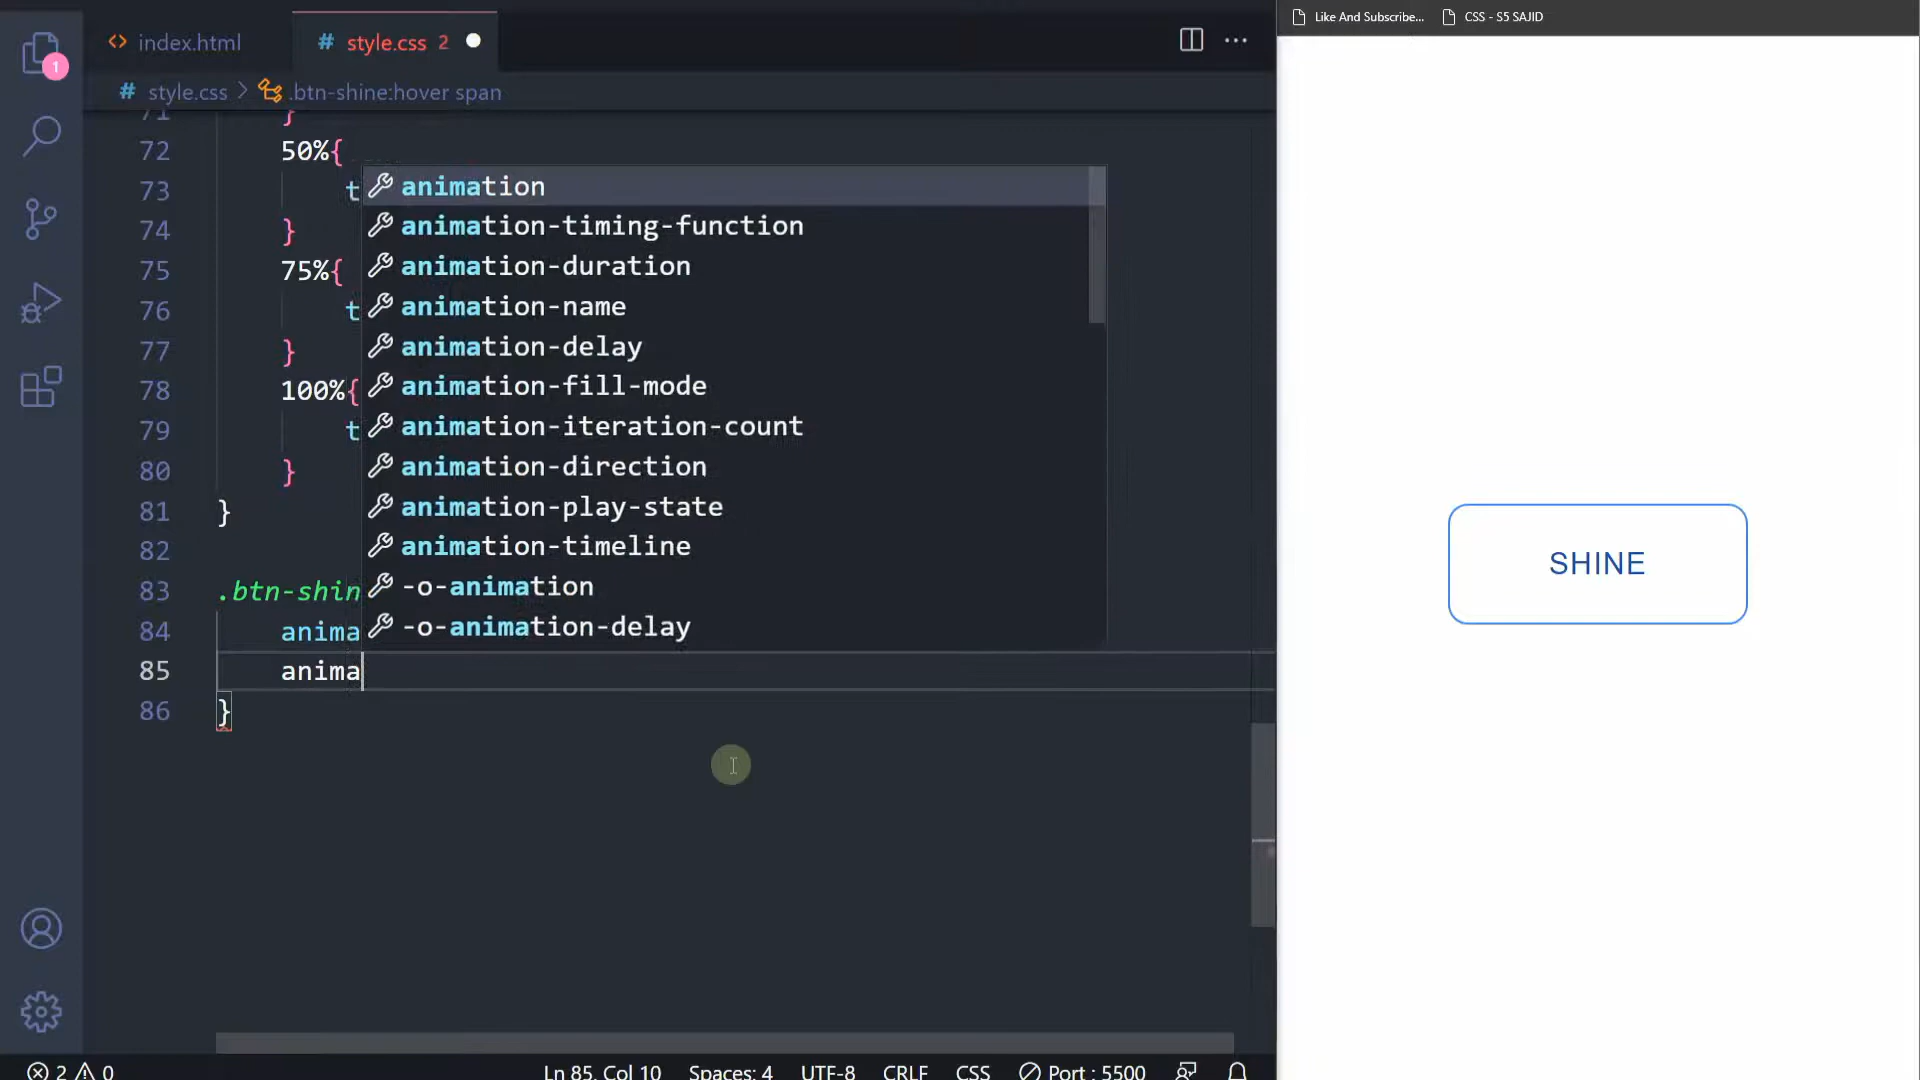 index.html
# style.css 2
Like And Subscribe...
CSS - S5 SAJID
# style.css > .btn-shine:hover span
71 }
72 50%{
73 t
74 }
75 75%{
76 t
77 }
78 100%{
79 t
80 }
81 }
82
83 .btn-shin
84 anima
85 anima
86 }
animation
animation-timing-function
animation-duration
animation-name
animation-delay
animation-fill-mode
animation-iteration-count
animation-direction
animation-play-state
animation-timeline
-o-animation
-o-animation-delay
1
SHINE
2 0
Ln 85, Col 10
Spaces: 4
UTF-8
CRLF
CSS
Port : 5500